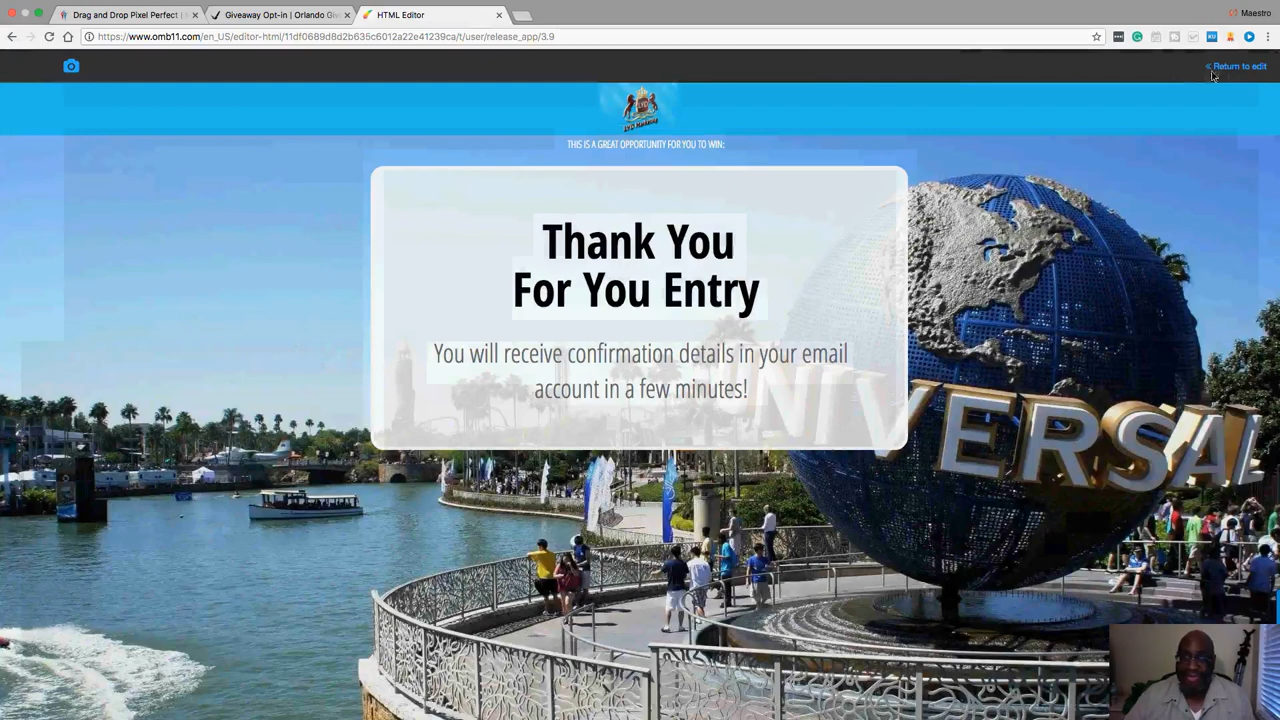 Drag and Drop Pixel Perfect |
Giveaway Opt-in | Orlando
HTML Editor
Maestro
https://www.omb11.com/en_US/editor-html/11df0689d8d2b635c6012a22e41239ca/t/user/release_app/3.9
< Return to edit
THIS IS A GREAT OPPORTUNITY FOR YOU TO WIN:
Thank You
For You Entry
You will receive confirmation details in your email
account in a few minutes!
VERSAL